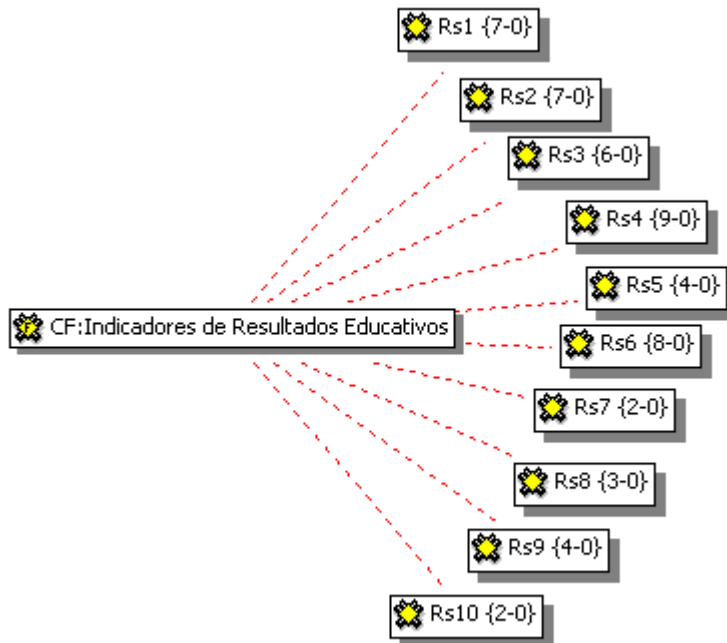 Rs1 {7-0}
Rs2 {7-0}
Rs3 {6-0}
Rs4 {9-0}
Rs5 {4-0}
CF:Indicadores de Resultados Educativos
Rs6 {8-0}
Rs7 {2-0}
Rs8 {3-0}
Rs9 {4-0}
Rs10 {2-0}